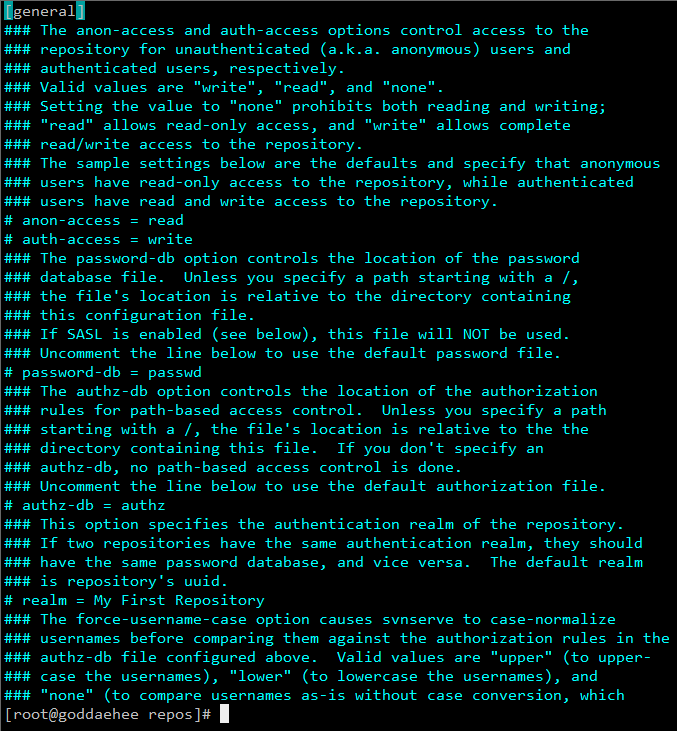 [general]
### The anon-access and auth-access options control access to the
### repository for unauthenticated (a.k.a. anonymous) users and
### authenticated users, respectively.
### Valid values are "write", "read", and "none".
### Setting the value to "none" prohibits both reading and writing;
### "read" allows read-only access, and "write" allows complete
### read/write access to the repository.
### The sample settings below are the defaults and specify that anonymous
### users have read-only access to the repository, while authenticated
### users have read and write access to the repository.
# anon-access = read
# auth-access = write
### The password-db option controls the location of the password
### database file.  Unless you specify a path starting with a /,
### the file's location is relative to the directory containing
### this configuration file.
### If SASL is enabled (see below), this file will NOT be used.
### Uncomment the line below to use the default password file.
# password-db = passwd
### The authz-db option controls the location of the authorization
### rules for path-based access control.  Unless you specify a path
### starting with a /, the file's location is relative to the the
### directory containing this file.  If you don't specify an
### authz-db, no path-based access control is done.
### Uncomment the line below to use the default authorization file.
# authz-db = authz
### This option specifies the authentication realm of the repository.
### If two repositories have the same authentication realm, they should
### have the same password database, and vice versa.  The default realm
### is repository's uuid.
# realm = My First Repository
### The force-username-case option causes svnserve to case-normalize
### usernames before comparing them against the authorization rules in the
### authz-db file configured above.  Valid values are "upper" (to upper-
### case the usernames), "lower" (to lowercase the usernames), and
### "none" (to compare usernames as-is without case conversion, which
[root@goddaehee repos]#